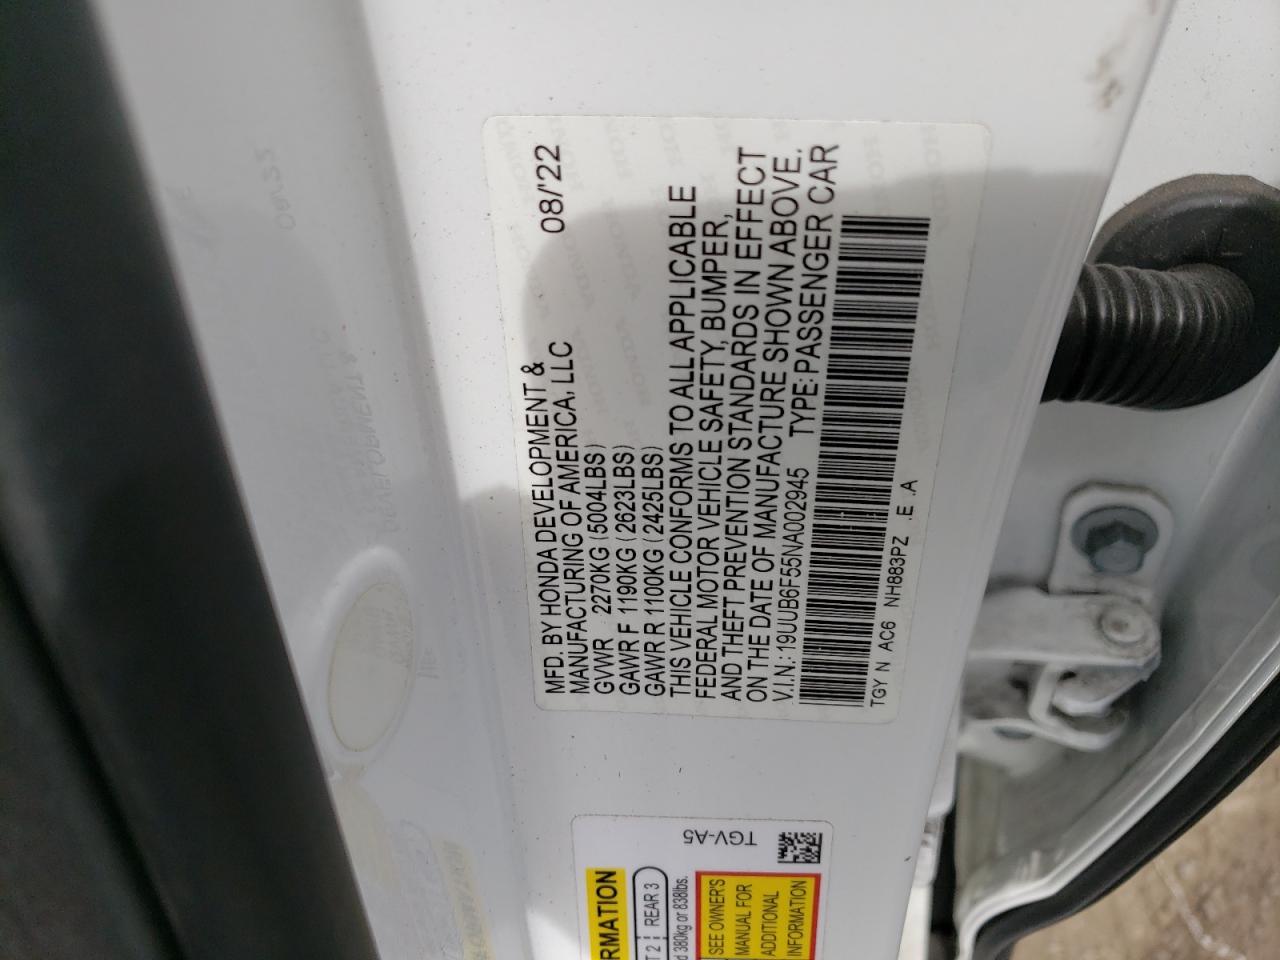 MFD. BY HONDA DEVELOPMENT & 08/'22
MANUFACTURING OF AMERICA, LLC
GVWR 2270KG (5004LBS)
GAWR F 1190KG (2623LBS)
GAWR R 1100KG (2425LBS)
THIS VEHICLE CONFORMS TO ALL APPLICABLE
FEDERAL MOTOR VEHICLE SAFETY, BUMPER,
AND THEFT PREVENTION STANDARDS IN EFFECT
ON THE DATE OF MANUFACTURE SHOWN ABOVE.
V.I.N.: 19UUB6F55NA002945 TYPE: PASSENGER CAR
TGY N AC6 NH883PZ .E .A
TGV-A5
RMATION
T 2 REAR 3
d 380kg or 838lbs.
SEE OWNER'S
MANUAL FOR
ADDITIONAL
INFORMATION